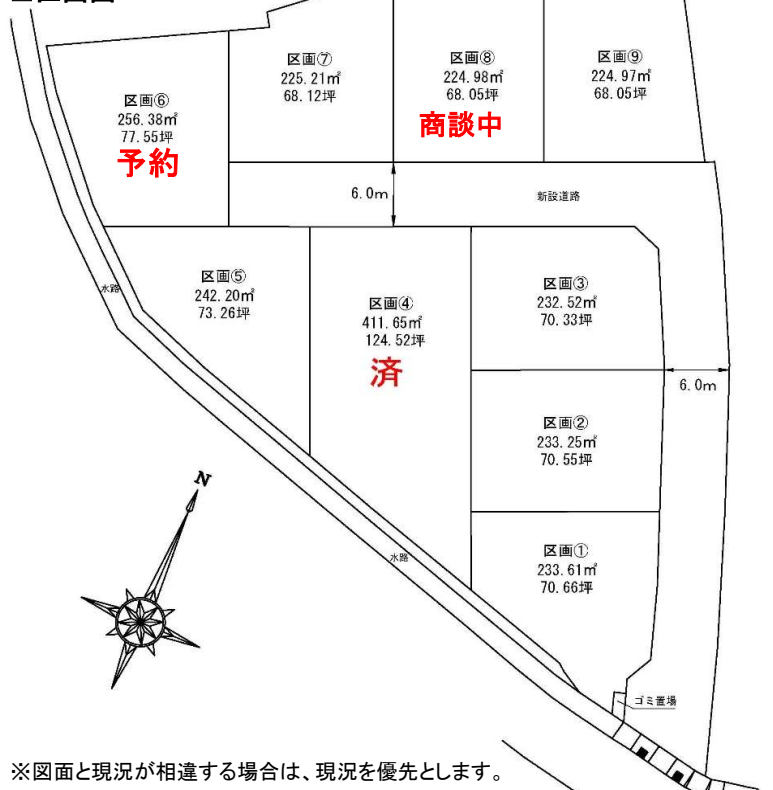 区画⑦
225.21㎡
68.12坪
区画⑧
224.98㎡
68.05坪
商談中
区画⑨
224.97㎡
68.05坪
区画⑥
256.38㎡
77.55坪
予約
6.0m
新設道路
区画⑤
242.20㎡
73.26坪
水路
区画④
411.65㎡
124.52坪
済
区画③
232.52㎡
70.33坪
6.0m
区画②
233.25㎡
70.55坪
N
水路
区画①
233.61㎡
70.66坪
ゴミ置場
※図面と現況が相違する場合は、現況を優先とします。